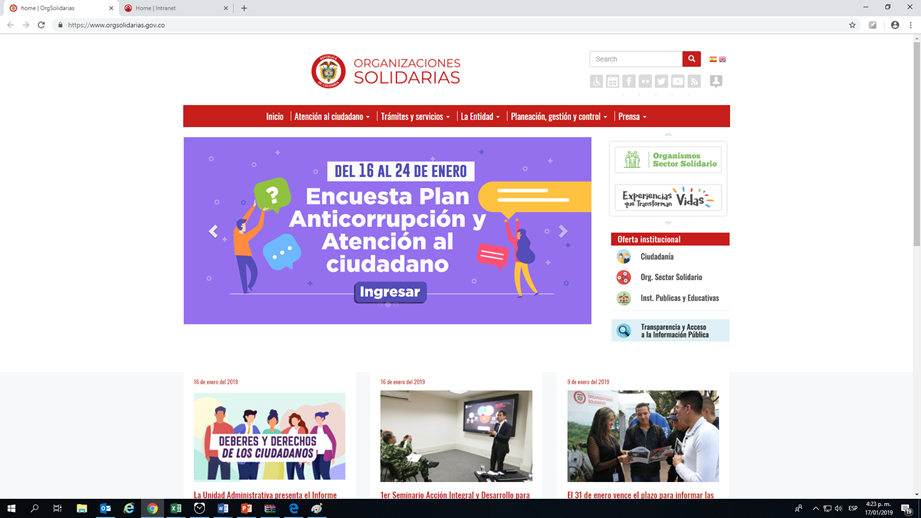 home | OrgSolidarias
Home | Intranet
https://www.orgsolidarias.gov.co
ORGANIZACIONES
SOLIDARIAS
Search
Inicio
Atención al ciudadano
Trámites y servicios
La Entidad
Planeación, gestión y control
Prensa
DEL 16 AL 24 DE ENERO
Encuesta Plan
Anticorrupción y
Atención al
ciudadano
Ingresar
Organismos
Sector Solidario
Experiencias
que Transforman Vidas
Oferta institucional
Ciudadanía
Org. Sector Solidario
Inst. Publicas y Educativas
Transparencia y Acceso
a la Información Pública
16 de enero del 2019
DEBERES Y DERECHOS
DE LOS CIUDADANOS
La Unidad Administrativa presenta el Informe
16 de enero del 2019
1er Seminario Acción Integral y Desarrollo para
9 de enero del 2019
El 31 de enero vence el plazo para informar las
ESP
4:23 p. m.
17/01/2019